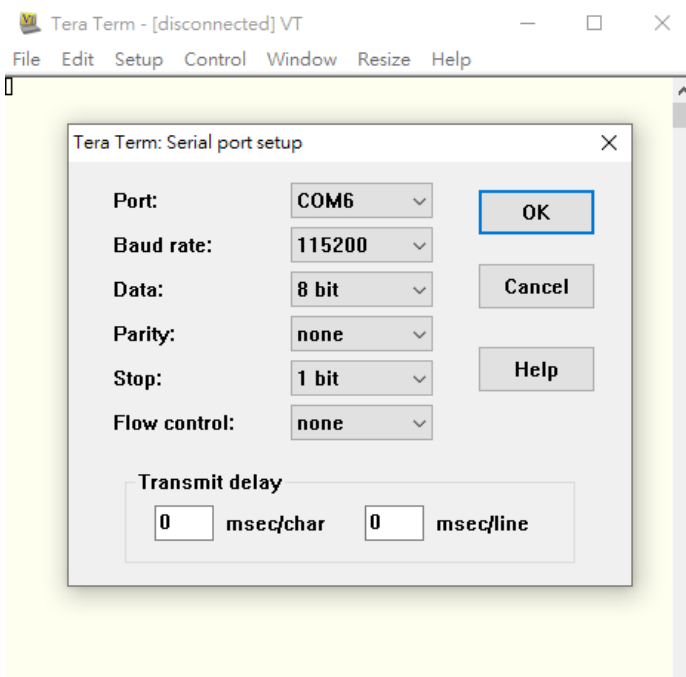 Tera Term - [disconnected] VT
File Edit Setup Control Window Resize Help
Tera Term: Serial port setup
Port: COM6
OK
Baud rate: 115200
Data: 8 bit
Cancel
Parity: none
Stop: 1 bit
Help
Flow control: none
Transmit delay
0 msec/char 0 msec/line